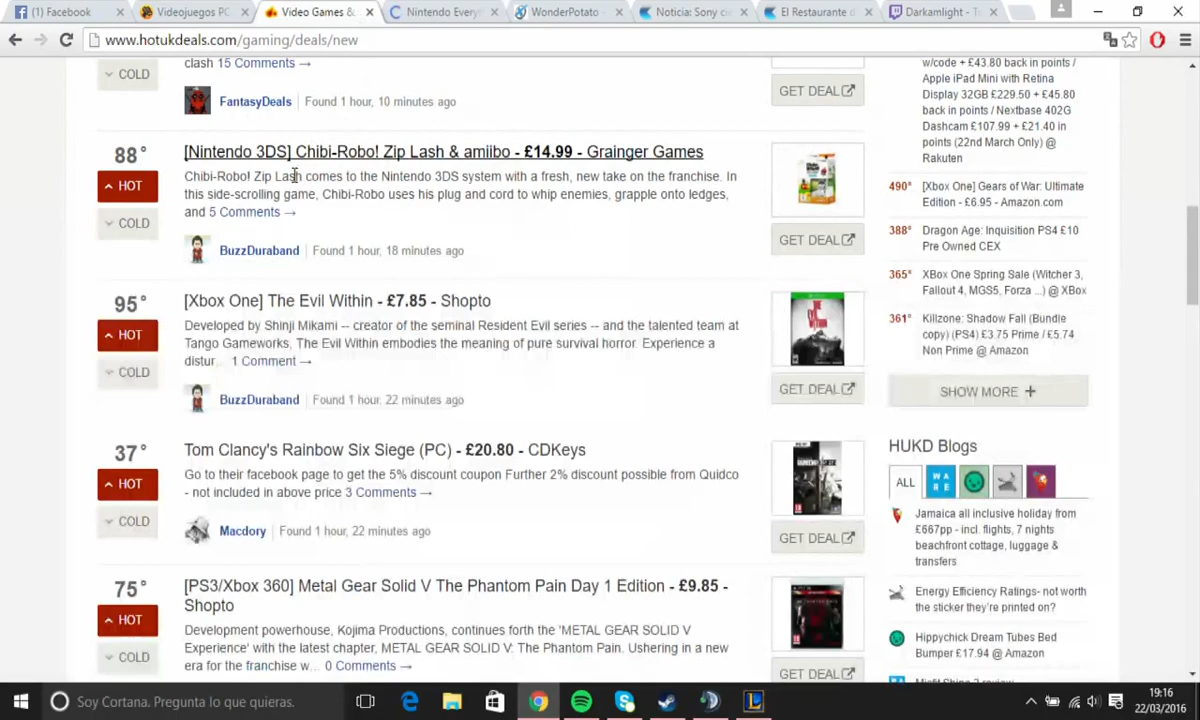 (1) Facebook
Videojuegos PC
Video Games &
Nintendo Every
WonderPotato
Noticia: Sony c
El Restaurante d
Darkamlight - T
www.hotukdeals.com/gaming/deals/new
COLD
clash 15 Comments →
FantasyDeals Found 1 hour, 10 minutes ago
GET DEAL
88°
HOT
COLD
[Nintendo 3DS] Chibi-Robo! Zip Lash & amiibo - £14.99 - Grainger Games
Chibi-Robo! Zip Lash comes to the Nintendo 3DS system with a fresh, new take on the franchise. In
this side-scrolling game, Chibi-Robo uses his plug and cord to whip enemies, grapple onto ledges,
and 5 Comments →
BuzzDuraband Found 1 hour, 18 minutes ago
GET DEAL
95°
HOT
COLD
[Xbox One] The Evil Within - £7.85 - Shopto
Developed by Shinji Mikami -- creator of the seminal Resident Evil series -- and the talented team at
Tango Gameworks, The Evil Within embodies the meaning of pure survival horror. Experience a
distur... 1 Comment →
BuzzDuraband Found 1 hour, 22 minutes ago
GET DEAL
37°
HOT
COLD
Tom Clancy's Rainbow Six Siege (PC) - £20.80 - CDKeys
Go to their facebook page to get the 5% discount coupon Further 2% discount possible from Quidco
- not included in above price 3 Comments →
Macdory Found 1 hour, 22 minutes ago
GET DEAL
75°
HOT
COLD
[PS3/Xbox 360] Metal Gear Solid V The Phantom Pain Day 1 Edition - £9.85 -
Shopto
Development powerhouse, Kojima Productions, continues forth the 'METAL GEAR SOLID V
Experience' with the latest chapter, METAL GEAR SOLID V: The Phantom Pain. Ushering in a new
era for the franchise w... 0 Comments →
GET DEAL
w/code + £43.80 back in points /
Apple iPad Mini with Retina
Display 32GB £229.50 + £45.80
back in points / Nextbase 402G
Dashcam £107.99 + £21.40 in
points (22nd March Only) @
Rakuten
490° [Xbox One] Gears of War: Ultimate
Edition - £6.95 - Amazon.com
388° Dragon Age: Inquisition PS4 £10
Pre Owned CEX
365° XBox One Spring Sale (Witcher 3,
Fallout 4, MGS5, Forza ...) @ XBox
361° Killzone: Shadow Fall (Bundle
copy) (PS4) £3.75 Prime / £5.74
Non Prime @ Amazon
SHOW MORE +
HUKD Blogs
ALL
WA
RE
Jamaica all inclusive holiday from
£667pp - incl. flights, 7 nights
beachfront cottage, luggage &
transfers
Energy Efficiency Ratings- not worth
the sticker they're printed on?
Hippychick Dream Tubes Bed
Bumper £17.94 @ Amazon
Soy Cortana. Pregunta lo que quieras.
19:16
22/03/2016